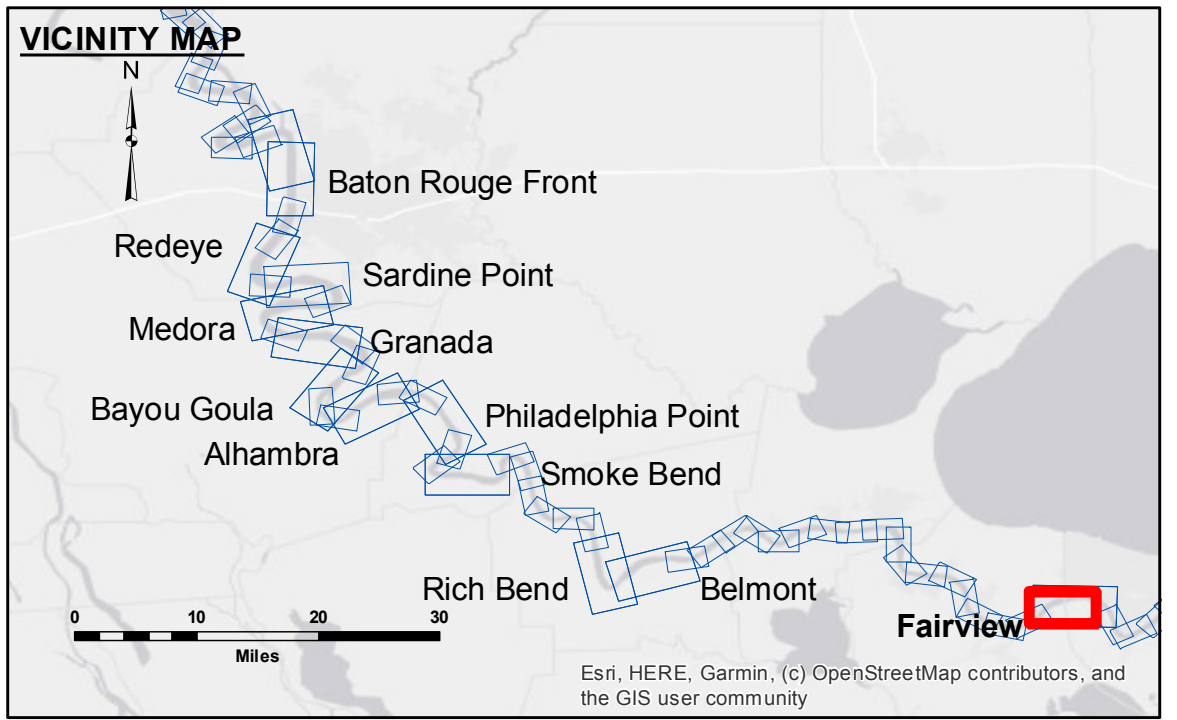 VICINITY MAP
N
Baton Rouge Front
Redeye
Sardine Point
Medora
Granada
Bayou Goula
Philadelphia Point
Alhambra
Smoke Bend
Rich Bend
Belmont
Fairview
0 10 20 30
Miles
Esri, HERE, Garmin, (c) OpenStreetMap contributors, and
the GIS user community